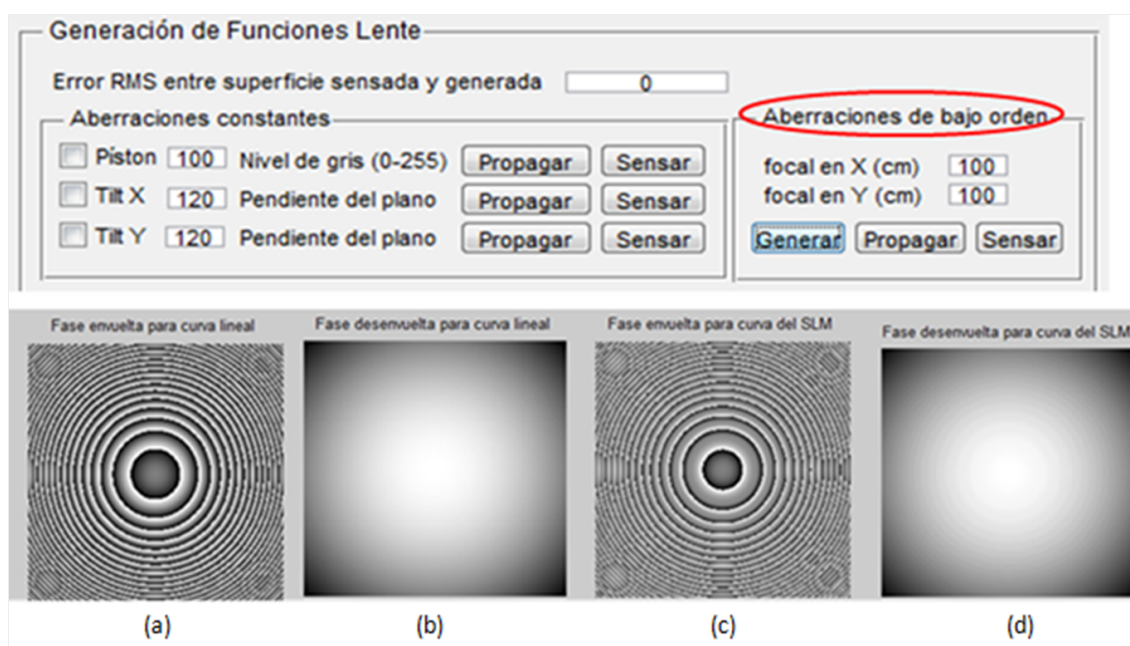 Generación de Funciones Lente
Error RMS entre superficie sensada y generada 0
Aberraciones constantes
Piston 100 Nivel de gris (0-255) Propagar Sensar
Tilt X 120 Pendiente del plano Propagar Sensar
Tilt Y 120 Pendiente del plano Propagar Sensar
Aberraciones de bajo orden
focal en X (cm) 100
focal en Y (cm) 100
Generar Propagar Sensar
Fase envuelta para curva lineal
Fase desenvuelta para curva lineal
Fase envuelta para curva del SLM
Fase desenvuelta para curva del SLM
(a) (b) (c) (d)